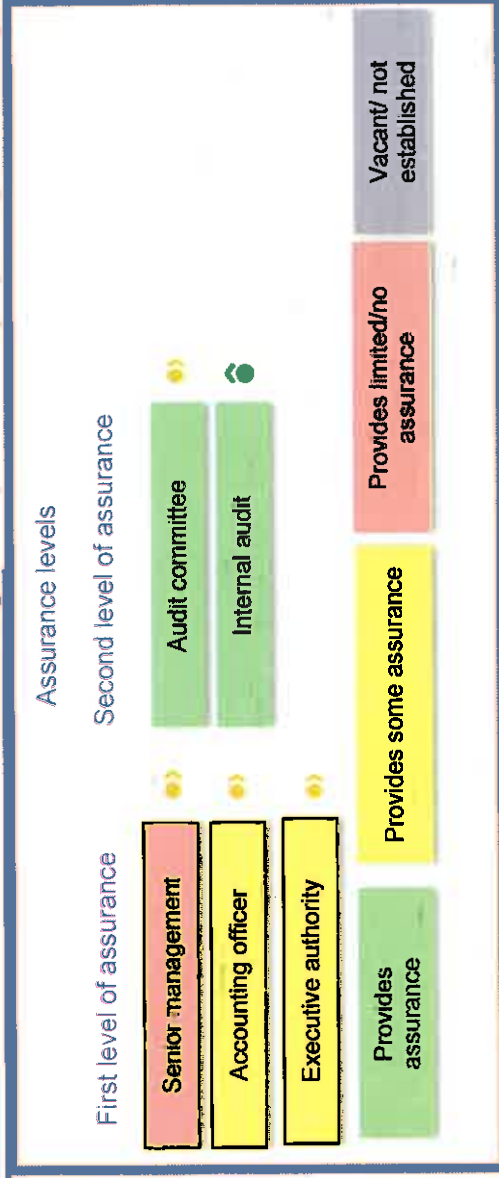 Assurance levels
First level of assurance
Second level of assurance
Senior management
Audit committee
Accounting officer
Internal audit
Executive authority
Provides
assurance
Provides some assurance
Provides limited/no
assurance
Vacant/ not
established